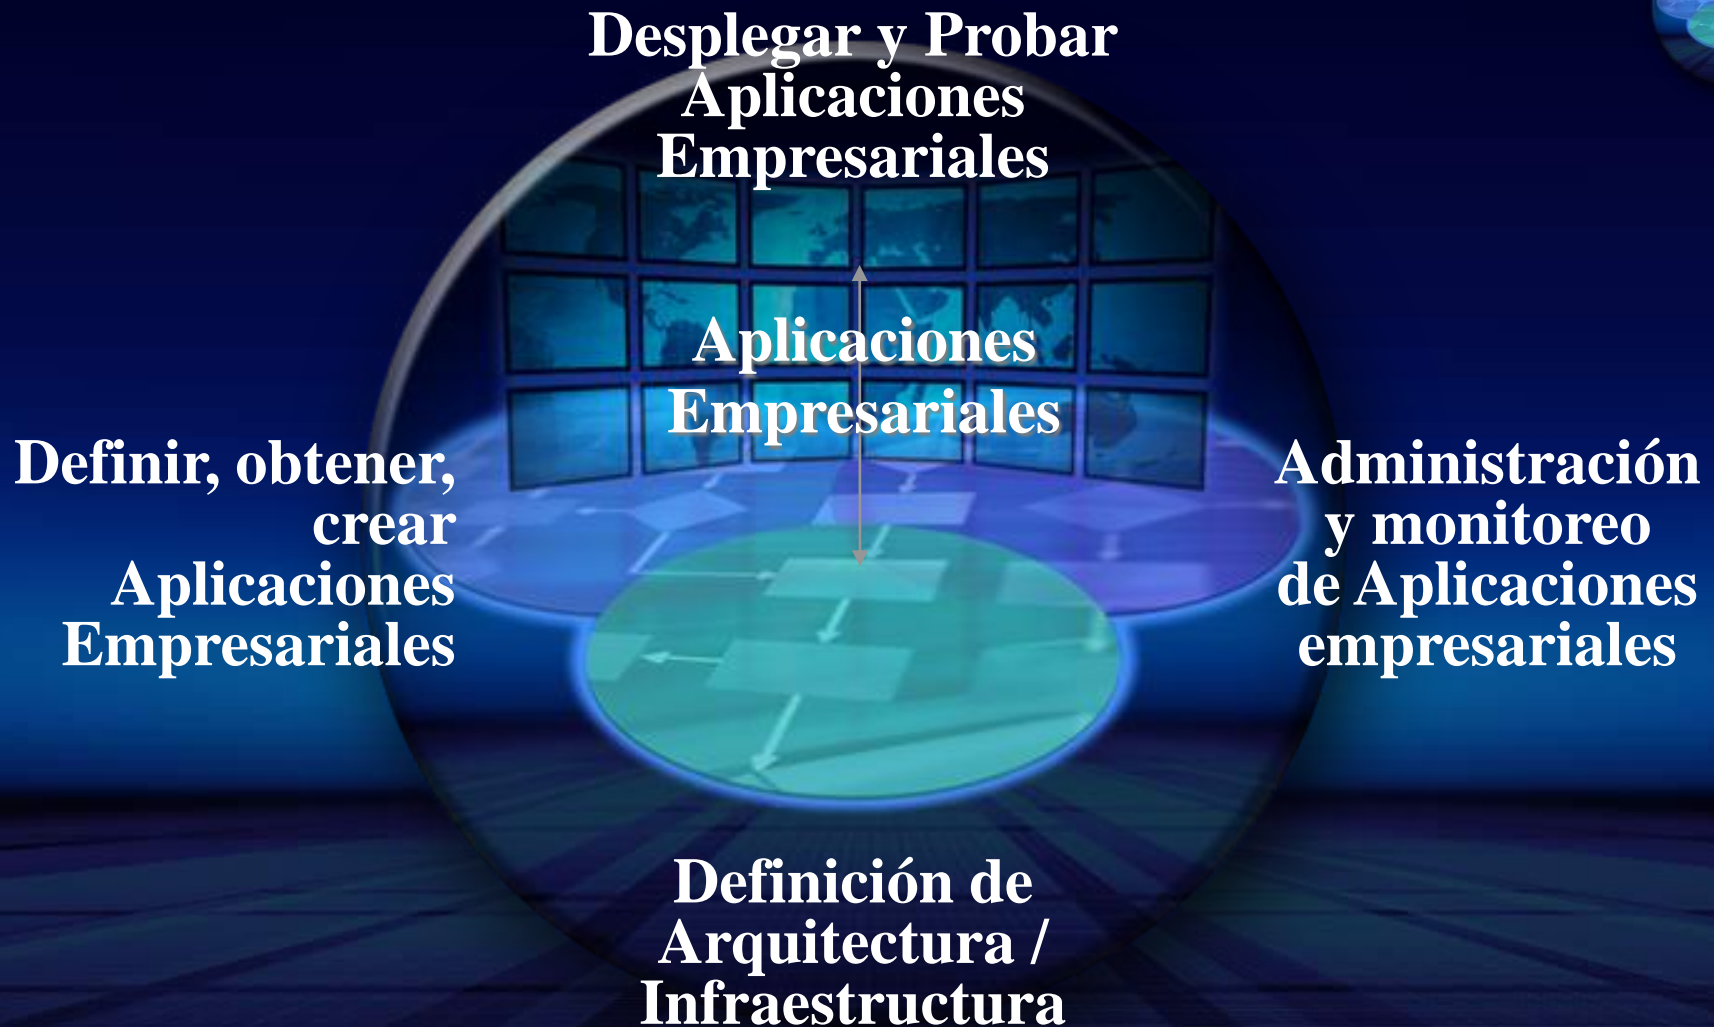 Desplegar y Probar
Aplicaciones
Empresariales
Aplicaciones
Empresariales
Definir, obtener,
crear
Aplicaciones
Empresariales
Administración
y monitoreo
de Aplicaciones
empresariales
Definición de
Arquitectura /
Infraestructura